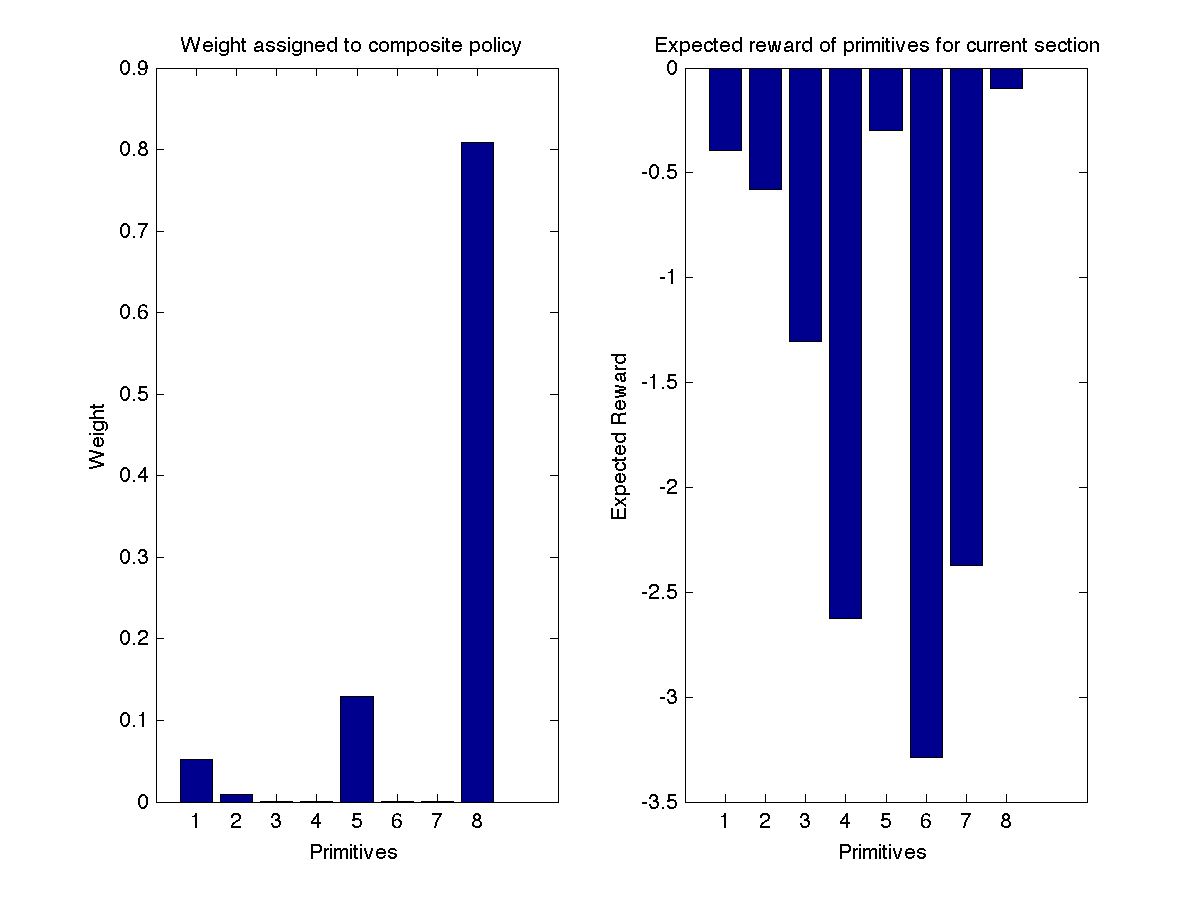 Weight assigned to composite policy
0.9
0.8
0.7
0.6
0.5
0.4
0.3
0.2
0.1
0
Weight
1 2 3 4 5 6 7 8
Primitives
Expected reward of primitives for current section
0
-0.5
-1
-1.5
-2
-2.5
-3
-3.5
Expected Reward
1 2 3 4 5 6 7 8
Primitives